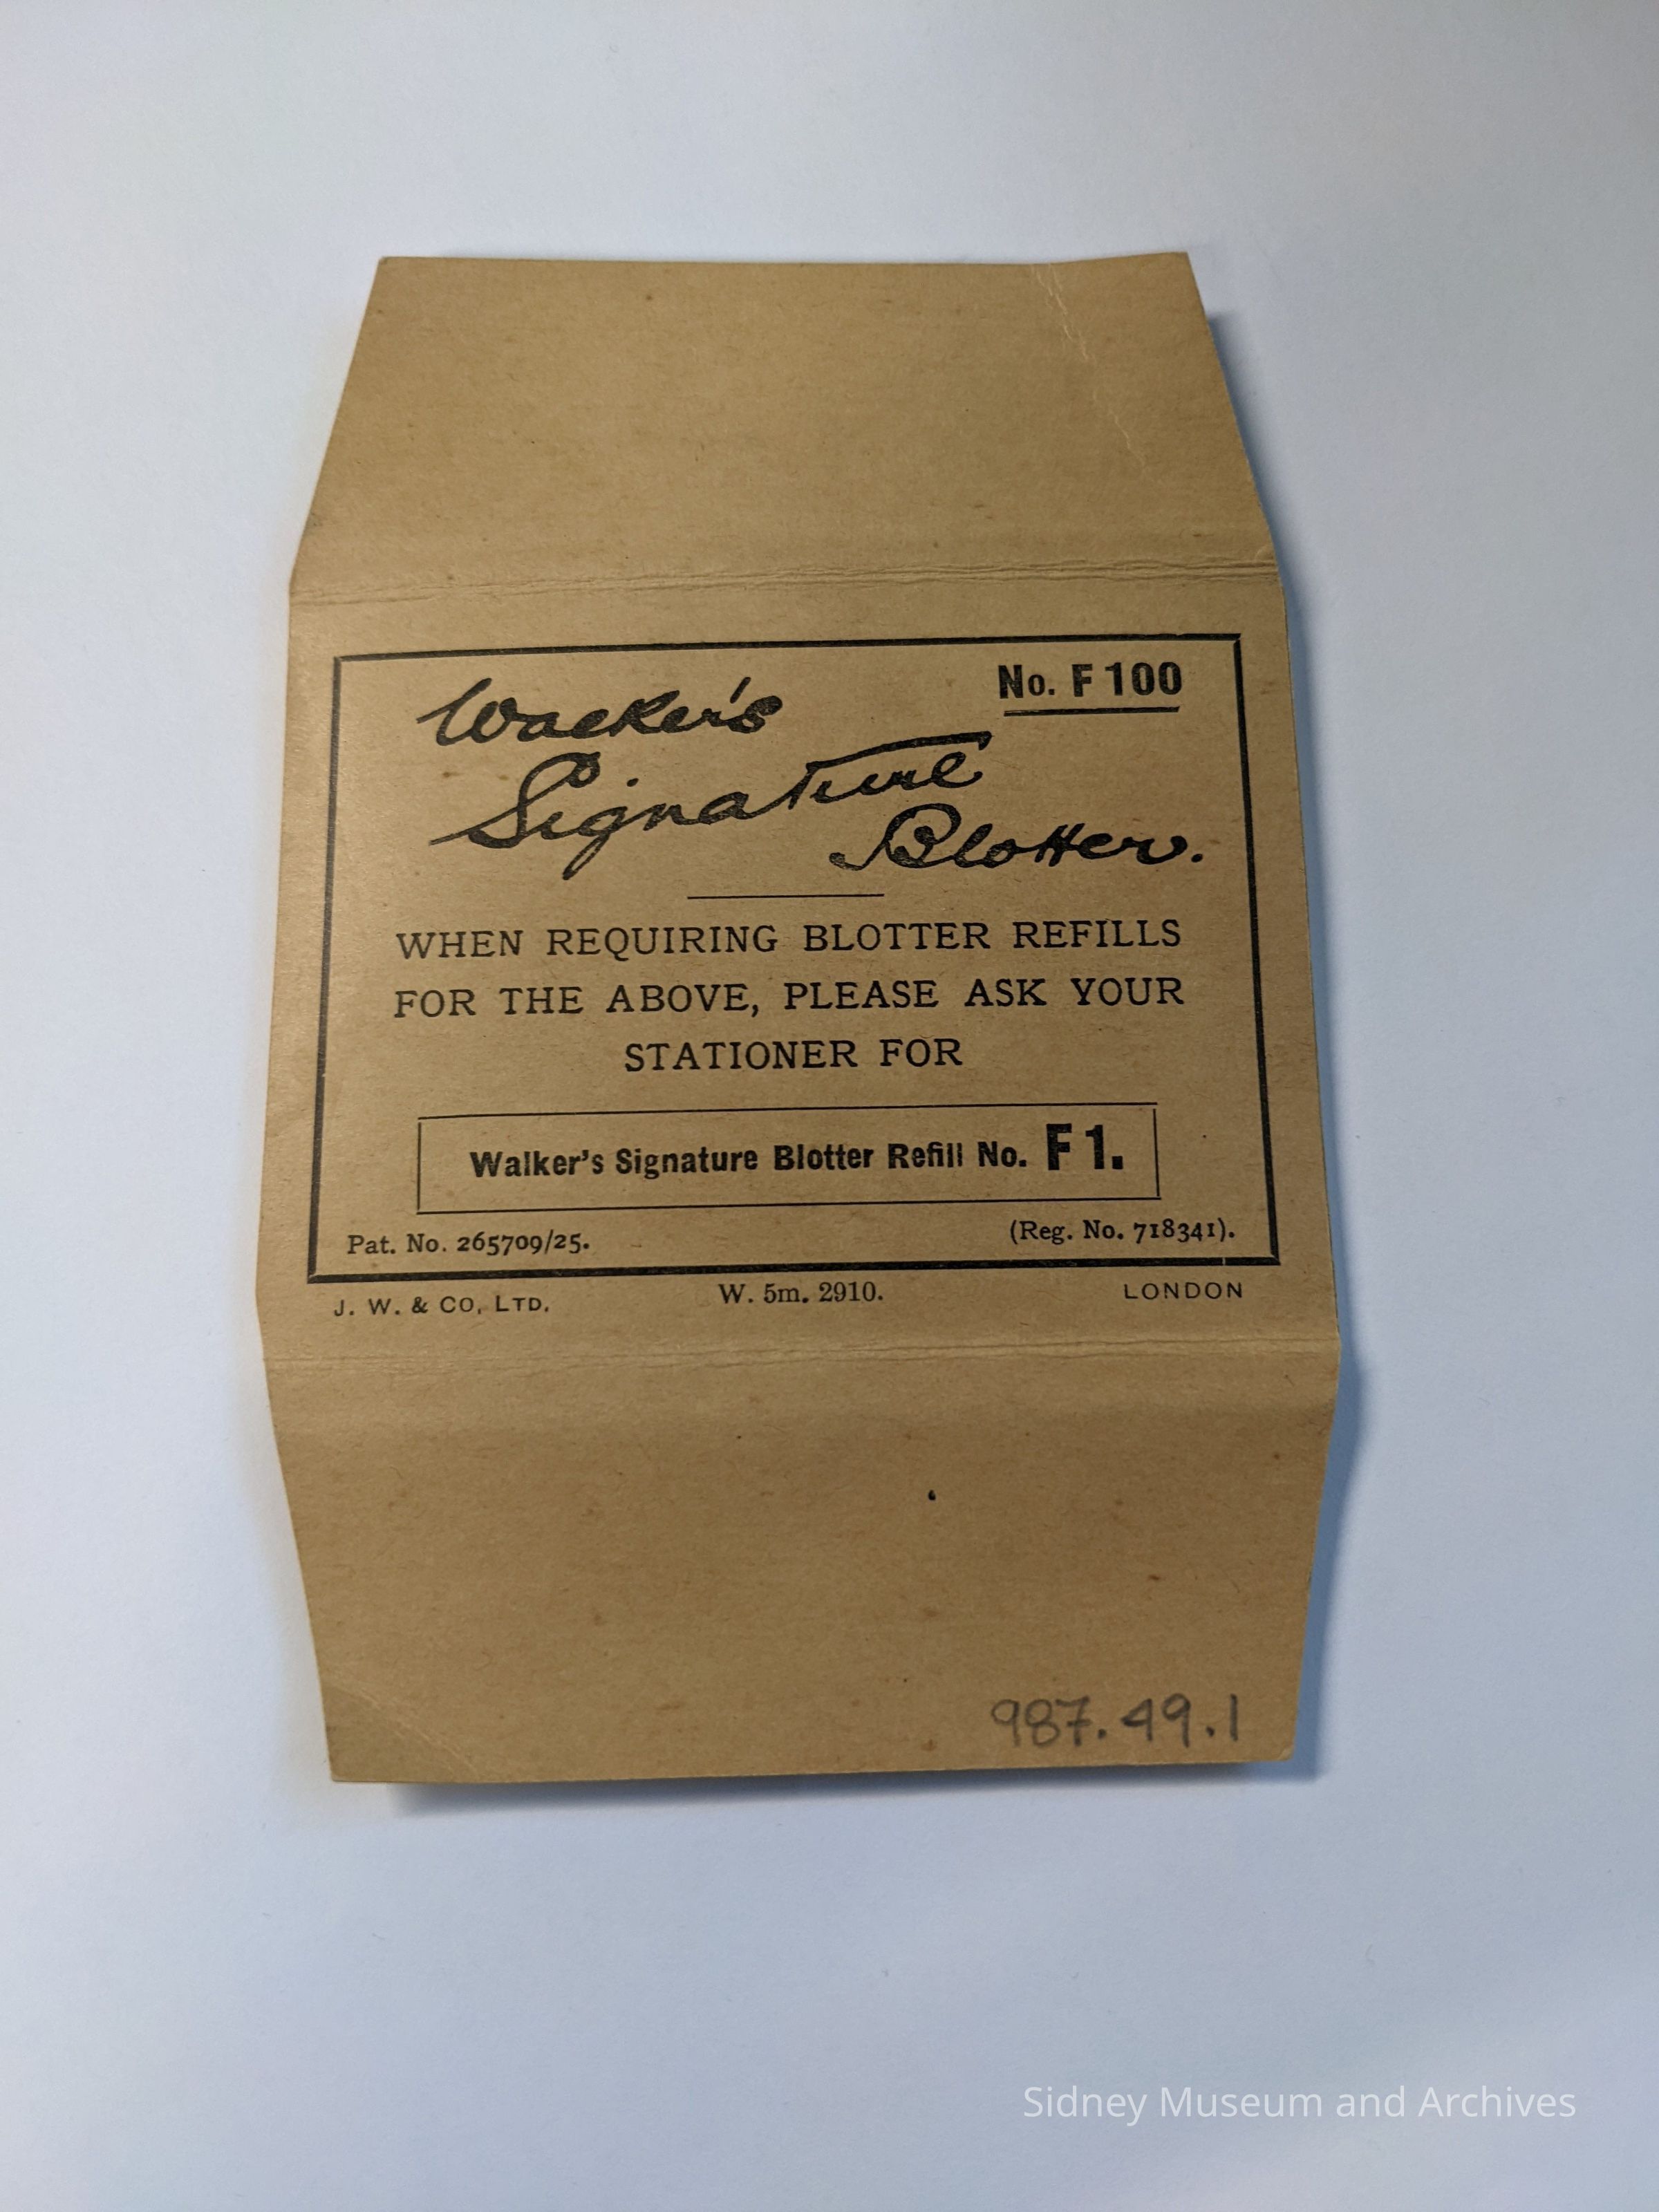 Walker's
No. F 100
Signature
Blotter.
WHEN REQUIRING BLOTTER REFILLS
FOR THE ABOVE, PLEASE ASK YOUR
STATIONER FOR
Walker's Signature Blotter Refill No. F 1.
Pat. No. 265709/25. (Reg. No. 718341).
J. W. & CO, LTD. W. 5m. 2910. LONDON
987.49.1
Sidney Museum and Archives